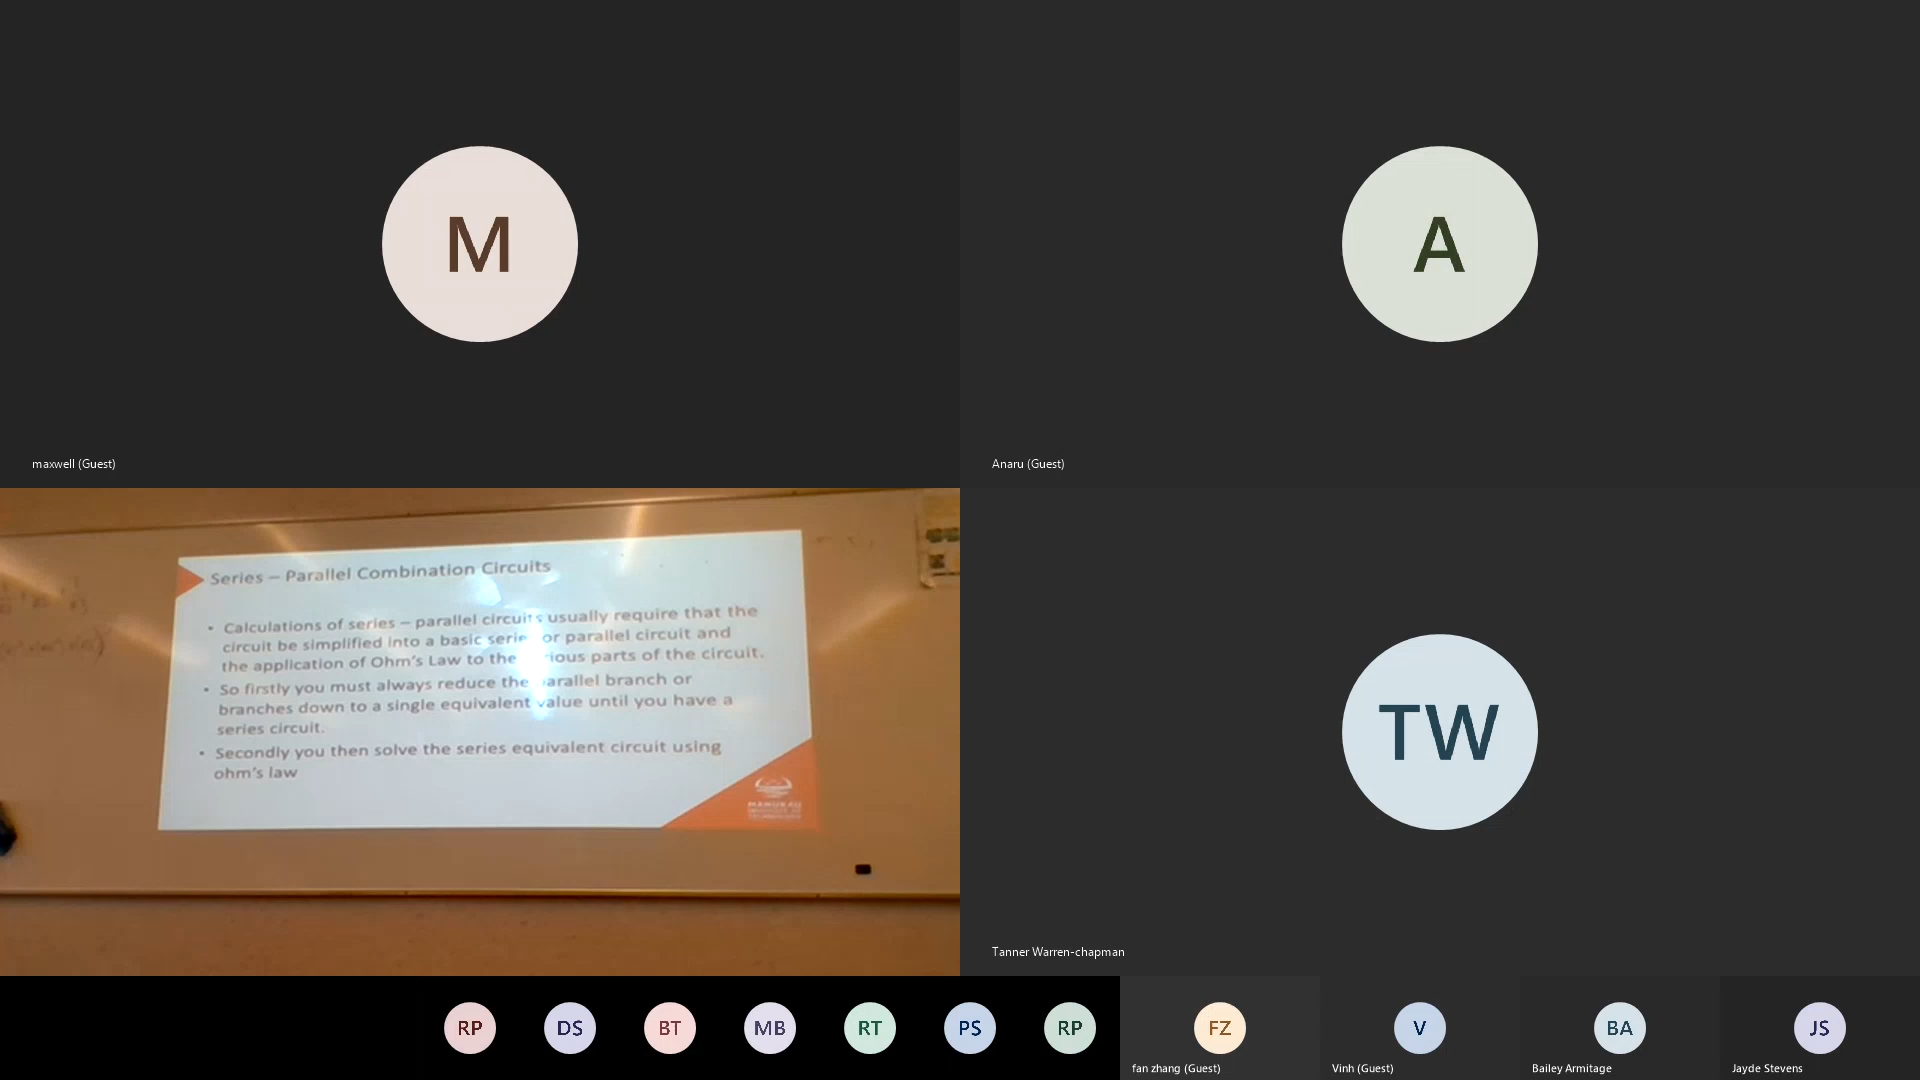 M
maxwell (Guest)
A
Anaru (Guest)
Series – Parallel Combination Circuits
• Calculations of series – parallel circuits usually require that the
circuit be simplified into a basic series or parallel circuit and
the application of Ohm's Law to the various parts of the circuit.
• So firstly you must always reduce the parallel branch or
branches down to a single equivalent value until you have a
series circuit.
• Secondly you then solve the series equivalent circuit using
ohm's law
MANUKAU
TW
Tanner Warren-chapman
RP
DS
BT
MB
RT
PS
RP
FZ
fan zhang (Guest)
V
Vinh (Guest)
BA
Bailey Armitage
JS
Jayde Stevens